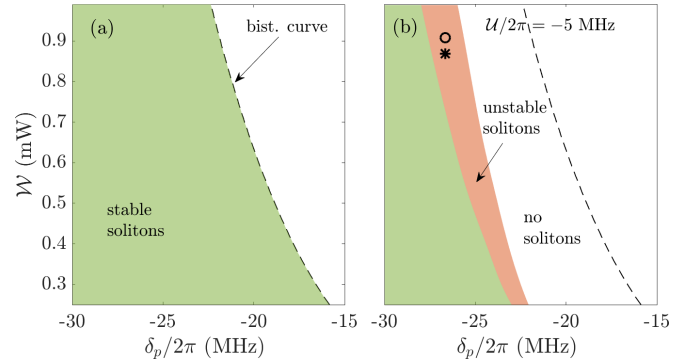 (a)
bist. curve
stable
solitons
0.9
0.8
0.7
0.6
0.5
0.4
0.3
𝒲 (mW)
-30
-25
-20
-15
δp/2π (MHz)
(b)
𝒰/2π = −5 MHz
unstable
solitons
no
solitons
-30
-25
-20
-15
δp/2π (MHz)